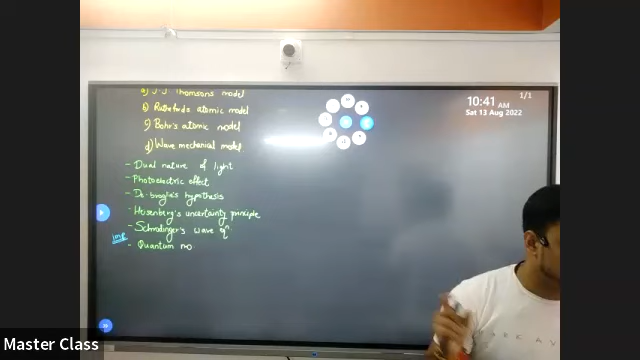 a) J.J. Thomsons model
b) Rutherfords atomic model
c) Bohr's atomic model
d) Wave mechanical model
- Dual nature of light
- Photoelectric effect
- De-broglie's hypothesis
- Heisenberg's uncertainty principle
- Schrodinger's wave eqn
imp
- Quantum no
1/1
10:41 AM
Sat 13 Aug 2022
Master Class